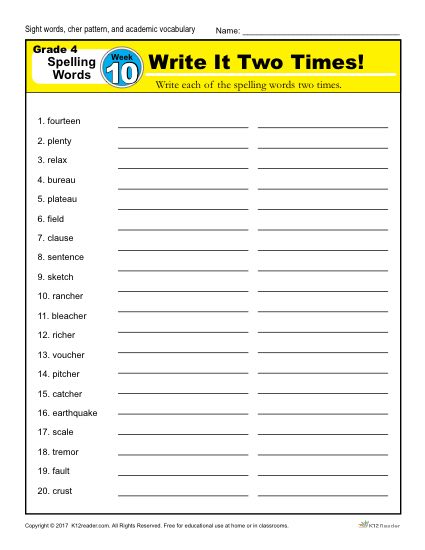 Sight words, cher pattern, and academic vocabulary Name:
Grade 4
Spelling
Words
Week
10
Write It Two Times!
Write each of the spelling words two times.
1. fourteen
2. plenty
3. relax
4. bureau
5. plateau
6. field
7. clause
8. sentence
9. sketch
10. rancher
11. bleacher
12. richer
13. voucher
14. pitcher
15. catcher
16. earthquake
17. scale
18. tremor
19. fault
20. crust
Copyright © 2017 K12reader.com. All Rights Reserved. Free for educational use at home or in classrooms. K12Reader